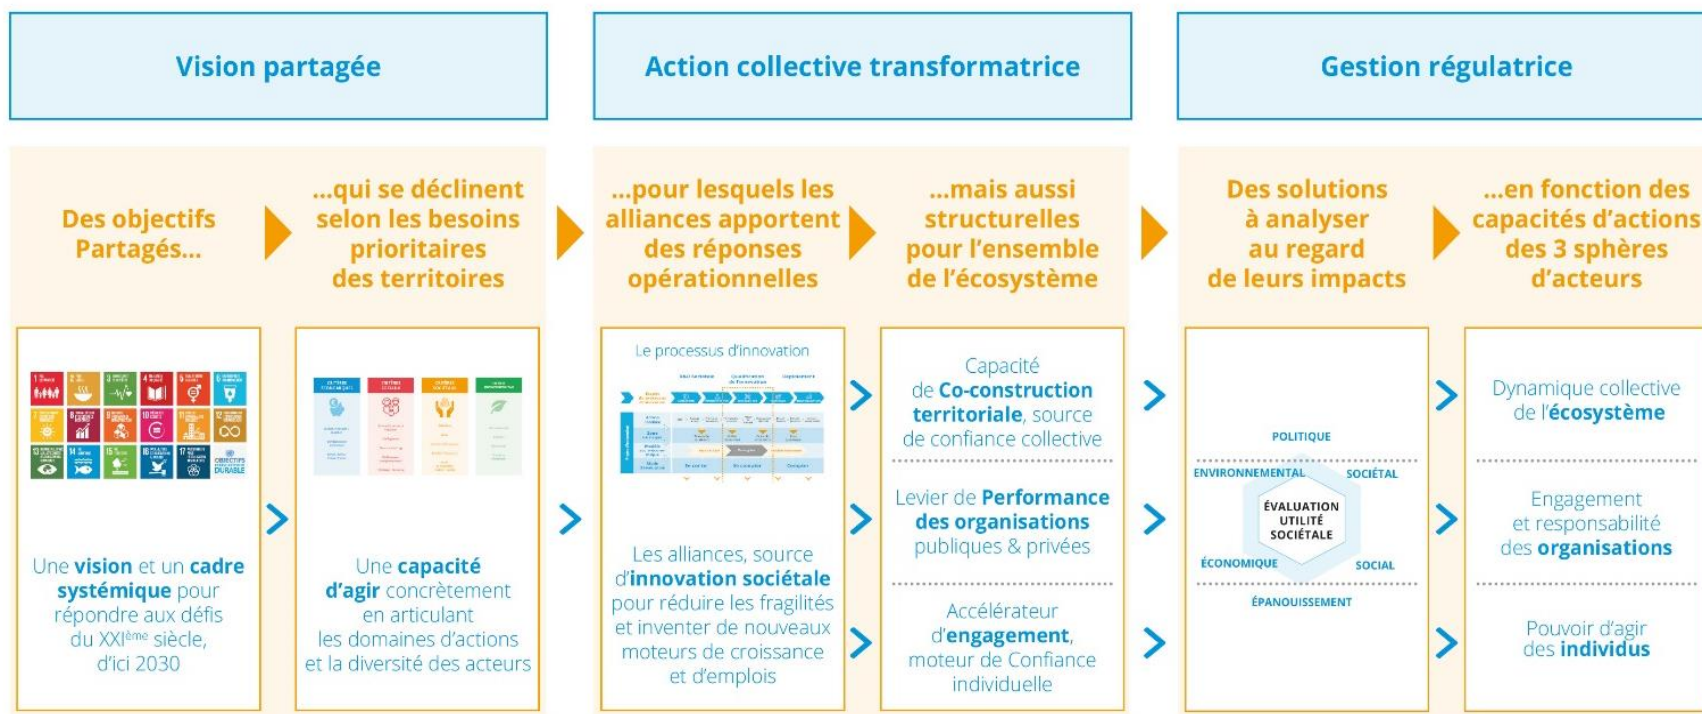 Vision partagée
Action collective transformatrice
Gestion régulatrice
Des objectifs
Partagés...
...qui se déclinent
selon les besoins
prioritaires
des territoires
...pour lesquels les
alliances apportent
des réponses
opérationnelles
...mais aussi
structurelles
pour l'ensemble
de l'écosystème
Des solutions
à analyser
au regard
de leurs impacts
...en fonction des
capacités d'actions
des 3 sphères
d'acteurs
OBJECTIFS
DURABLE
Une vision et un cadre
systémique pour
répondre aux défis
du XXIème siècle,
d'ici 2030
Une capacité
d'agir concrètement
en articulant
les domaines d'actions
et la diversité des acteurs
Le processus d'innovation
Les alliances, source
d'innovation sociétale
pour réduire les fragilités
et inventer de nouveaux
moteurs de croissance
et d'emplois
Capacité
de Co-construction
territoriale, source
de confiance collective
Levier de Performance
des organisations
publiques & privées
Accélérateur
d'engagement,
moteur de Confiance
individuelle
POLITIQUE
ENVIRONNEMENTAL
SOCIÉTAL
ÉVALUATION
UTILITÉ
SOCIÉTALE
ÉCONOMIQUE
SOCIAL
ÉPANOUISSEMENT
Dynamique collective
de l'écosystème
Engagement
et responsabilité
des organisations
Pouvoir d'agir
des individus